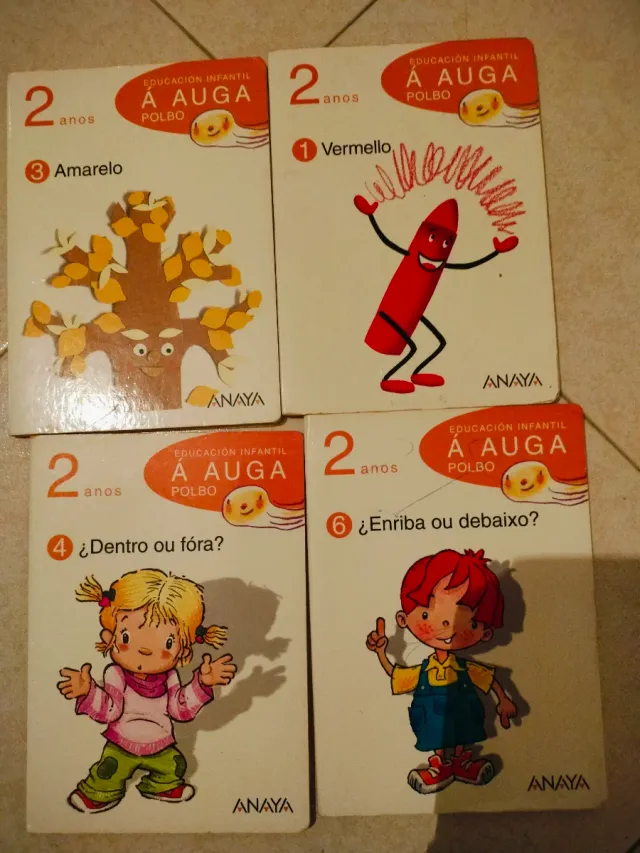 2 anos
EDUCACIÓN INFANTIL
Á AUGA
POLBO
3 Amarelo
ANAYA
2 anos
EDUCACIÓN INFANTIL
Á AUGA
POLBO
1 Vermello
ANAYA
2 anos
EDUCACIÓN INFANTIL
Á AUGA
POLBO
4 ¿Dentro ou fóra?
ANAYA
2 anos
EDUCACIÓN INFANTIL
Á AUGA
POLBO
6 ¿Enriba ou debaixo?
ANAYA